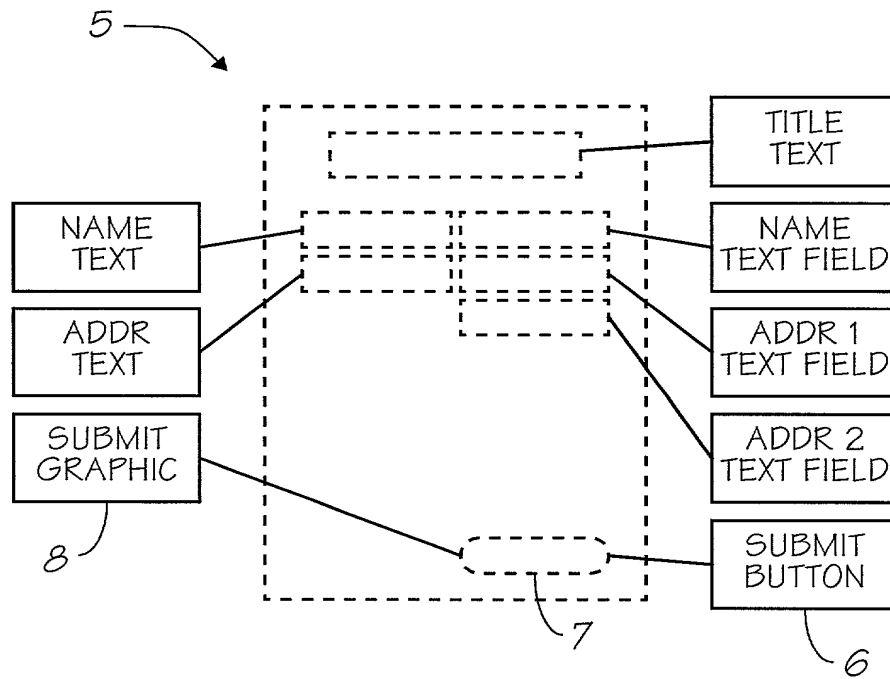 5
TITLE
TEXT
NAME
TEXT
NAME
TEXT FIELD
ADDR
TEXT
ADDR 1
TEXT FIELD
SUBMIT
GRAPHIC
ADDR 2
TEXT FIELD
8
SUBMIT
BUTTON
7
6